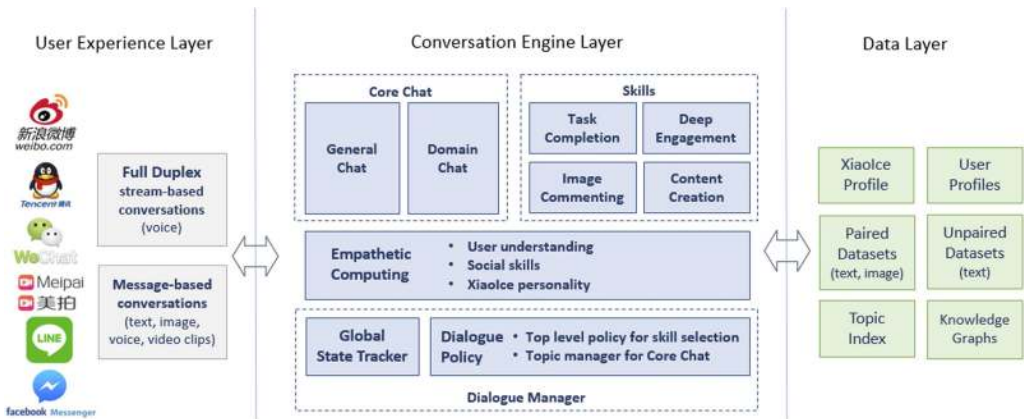 User Experience Layer
Conversation Engine Layer
Data Layer
新浪微博
weibo.com
Tencent 腾讯
WeChat
Meipai
美拍
LINE
facebook Messenger
Full Duplex
stream-based
conversations
(voice)
Message-based
conversations
(text, image,
voice, video clips)
Core Chat
General
Chat
Domain
Chat
Skills
Task
Completion
Deep
Engagement
Image
Commenting
Content
Creation
Empathetic
Computing
• User understanding
• Social skills
• XiaoIce personality
Global
State Tracker
Dialogue
Policy
• Top level policy for skill selection
• Topic manager for Core Chat
Dialogue Manager
XiaoIce
Profile
User
Profiles
Paired
Datasets
(text, image)
Unpaired
Datasets
(text)
Topic
Index
Knowledge
Graphs